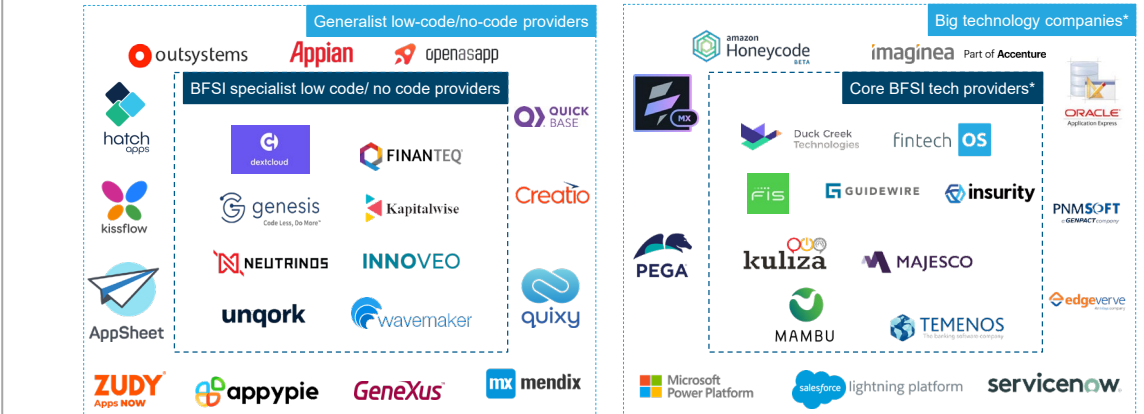 Generalist low-code/no-code providers
outsystems
Appian
openasapp
BFSI specialist low code/ no code providers
hatch
apps
QUICK
BASE
dextcloud
FINANTEQ
kissflow
genesis
Code Less, Do More™
Kapitalwise
Creatio
NEUTRINOS
INNOVEO
AppSheet
unqork
wavemaker
quixy
ZUDY
Apps NOW
appypie
GeneXus™
mx
mendix
Big technology companies*
amazon
Honeycode
BETA
imaginea Part of Accenture
MX
Core BFSI tech providers*
ORACLE
Application Express
Duck Creek
Technologies
fintech OS
FIS
GUIDEWIRE
insurity
PNMSOFT
a GENPACT company
PEGA
kuliza
MAJESCO
MAMBU
TEMENOS
The banking software company
edgeverve
Microsoft
Power Platform
salesforce lightning platform
servicenow